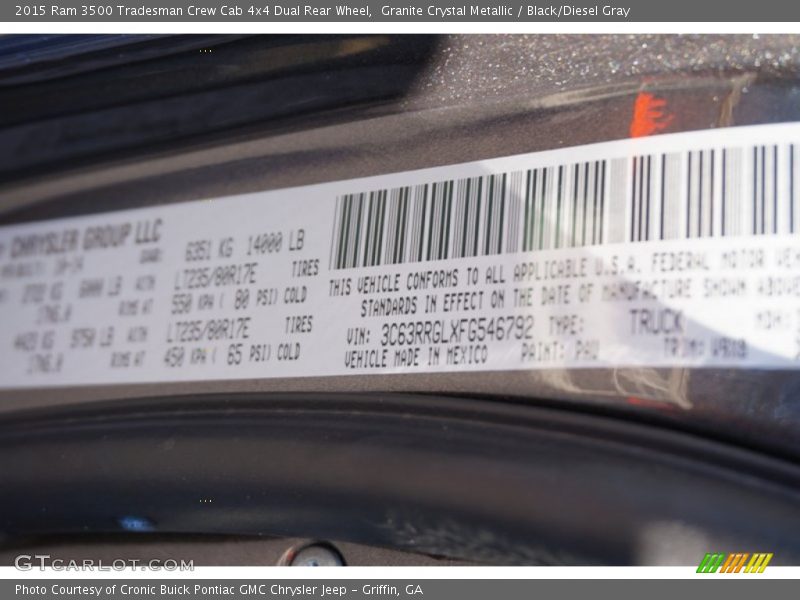 2015 Ram 3500 Tradesman Crew Cab 4x4 Dual Rear Wheel, Granite Crystal Metallic / Black/Diesel Gray
CHRYSLER GROUP LLC
6351 KG 14000 LB
LT235/80R17E TIRES
550 KPA ( 80 PSI) COLD
LT235/80R17E TIRES
450 KPA ( 65 PSI) COLD
THIS VEHICLE CONFORMS TO ALL APPLICABLE U.S.A. FEDERAL MOTOR
STANDARDS IN EFFECT ON THE DATE OF MANUFACTURE SHOWN ABOVE
VIN: 3C63RRGLXFG546792 TYPE: TRUCK
VEHICLE MADE IN MEXICO PAINT: PAU TRIM:
GTCARLOT.COM
Photo Courtesy of Cronic Buick Pontiac GMC Chrysler Jeep - Griffin, GA